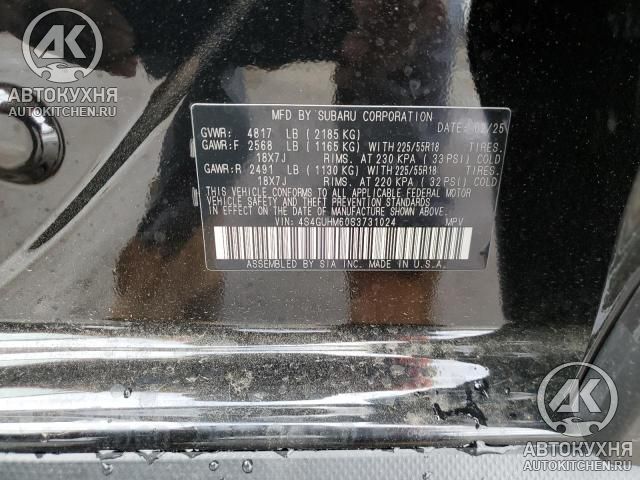 AK
АВТОКУХНЯ
AUTOKITCHEN.RU
MFD BY SUBARU CORPORATION
GVWR: 4817 LB (2185 KG) DATE: 02/25
GAWR:F 2568 LB (1165 KG) WITH 225/55R18 TIRES.
18X7J RIMS. AT 230 KPA (33 PSI) COLD
GAWR:R 2491 LB (1130 KG) WITH 225/55R18 TIRES.
18X7J RIMS. AT 220 KPA (32 PSI) COLD
THIS VEHICLE CONFORMS TO ALL APPLICABLE FEDERAL MOTOR
VEHICLE SAFETY AND THEFT PREVENTION STANDARDS
IN EFFECT ON THE DATE OF MANUFACTURE SHOWN ABOVE.
VIN: 4S4GUHM60S3731024 MPV
ASSEMBLED BY SIA INC. MADE IN U.S.A.
AK
АВТОКУХНЯ
AUTOKITCHEN.RU